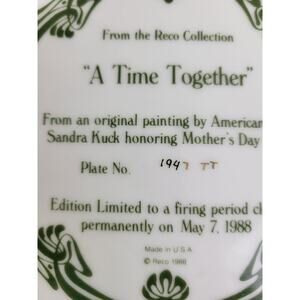 From the Reco Collection
"A Time Together"
From an original painting by American
Sandra Kuck honoring Mother's Day
Plate No. 1947 TT
Edition Limited to a firing period
permanently on May 7, 1988
Made in U.S.A.
© Reco 1988